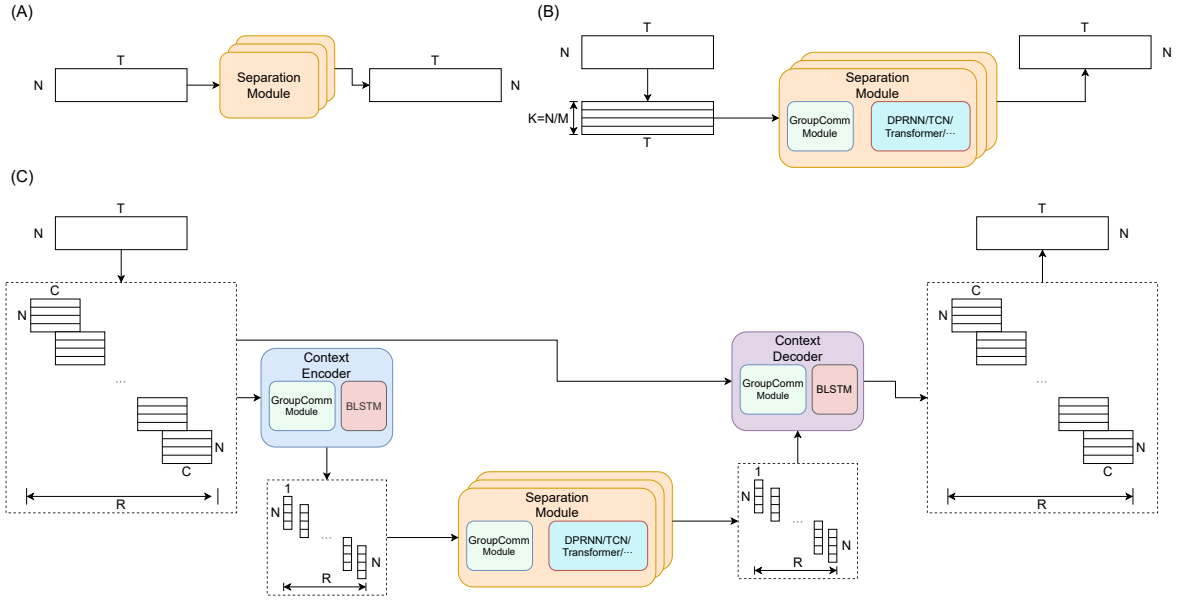 (A)
T
N
Separation
Module
T
N
(B)
T
N
K=N/M
T
Separation
Module
GroupComm
Module
DPRNN/TCN/
Transformer/···
T
N
(C)
T
N
C
N
...
N
C
R
Context
Encoder
GroupComm
Module
BLSTM
1
N
...
N
R
Separation
Module
GroupComm
Module
DPRNN/TCN/
Transformer/···
Context
Decoder
GroupComm
Module
BLSTM
1
N
...
N
R
T
N
C
N
...
N
C
R